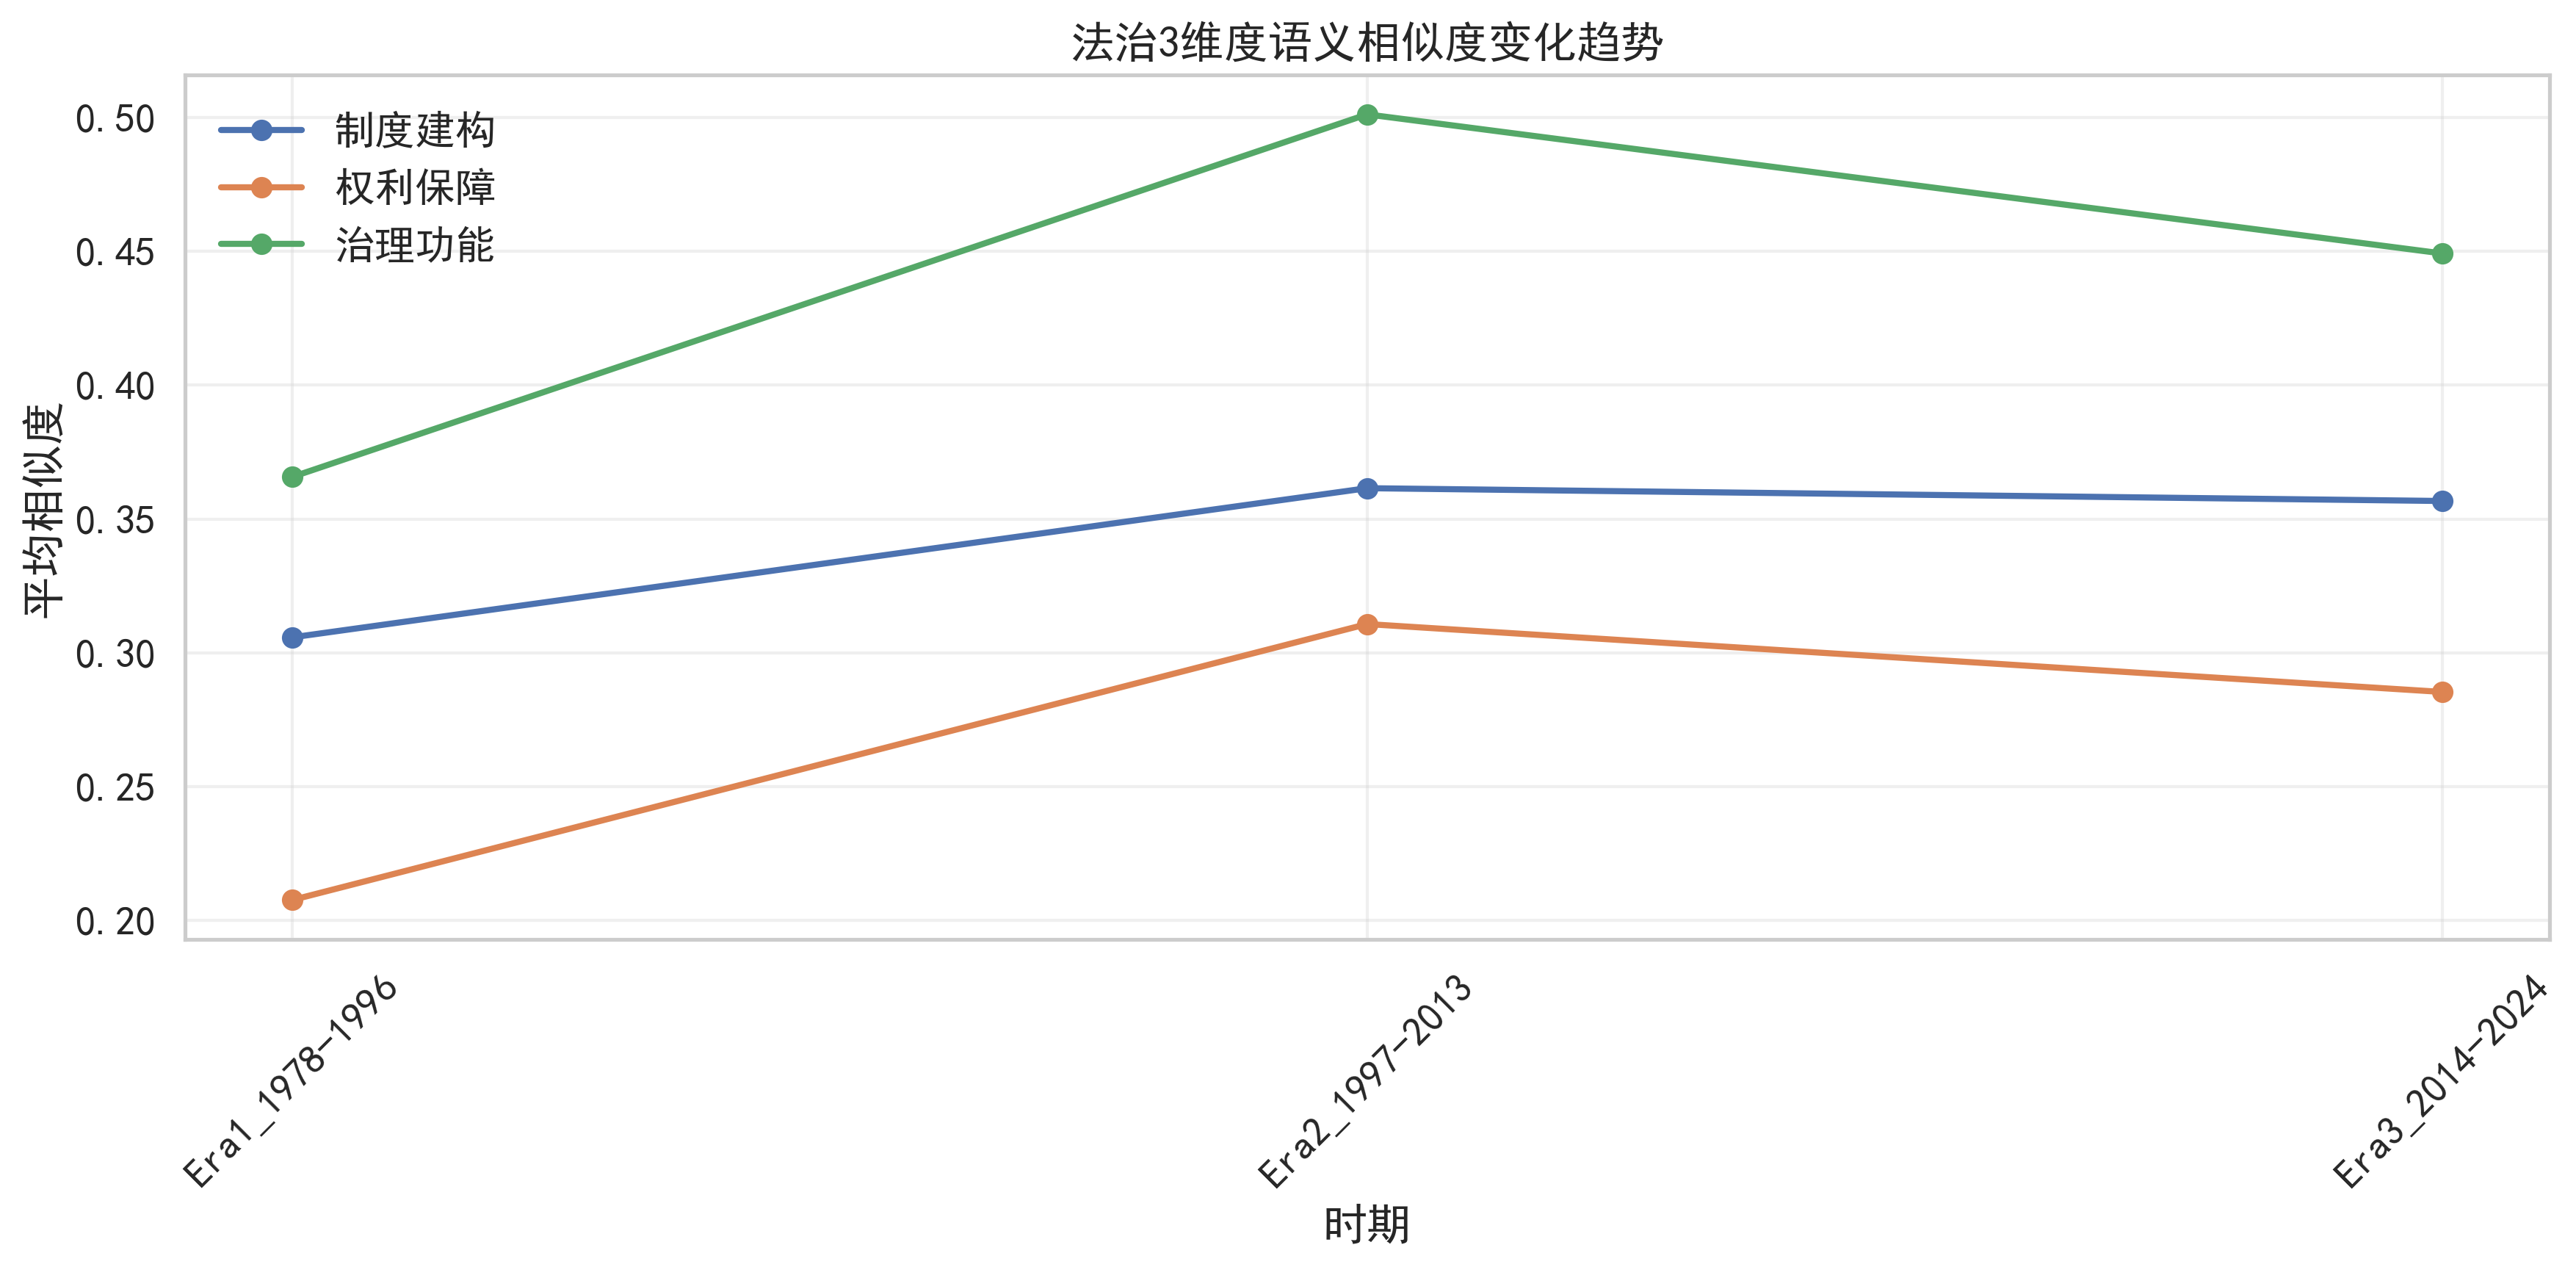 法治3维度语义相似度变化趋势
制度建构
权利保障
治理功能
平均相似度
0.50
0.45
0.40
0.35
0.30
0.25
0.20
Era1_1978-1996
Era2_1997-2013
Era3_2014-2024
时期